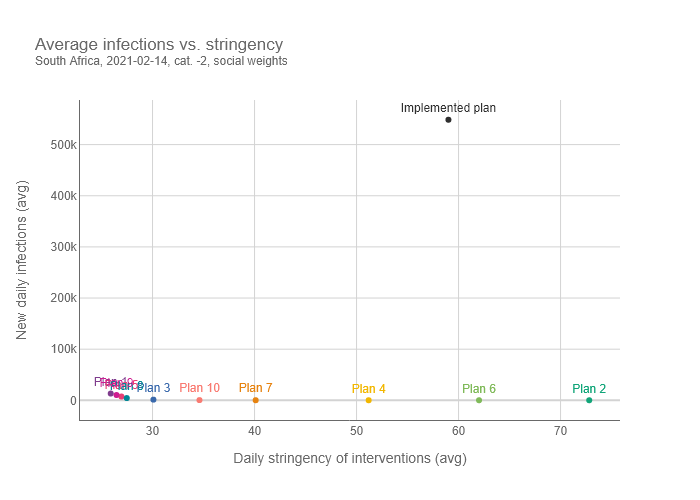 Average infections vs. stringency
South Africa, 2021-02-14, cat. -2, social weights
Implemented plan
500k
400k
300k
200k
100k
0
New daily infections (avg)
Plan 3
Plan 10
Plan 7
Plan 4
Plan 6
Plan 2
30
40
50
60
70
Daily stringency of interventions (avg)